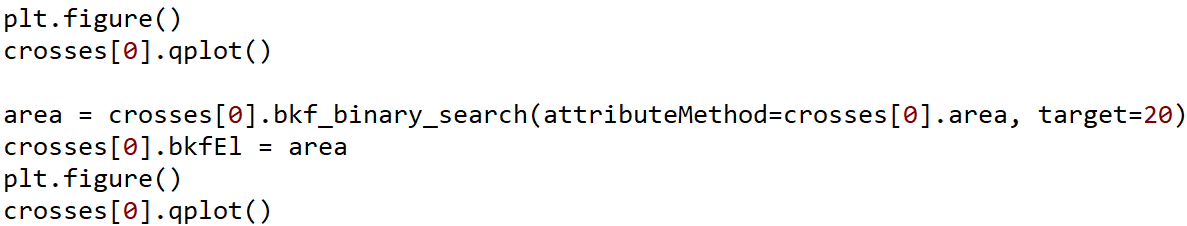 plt.figure()
crosses[0].qplot()
area = crosses[0].bkf_binary_search(attributeMethod=crosses[0].area, target=20)
crosses[0].bkfEl = area
plt.figure()
crosses[0].qplot()